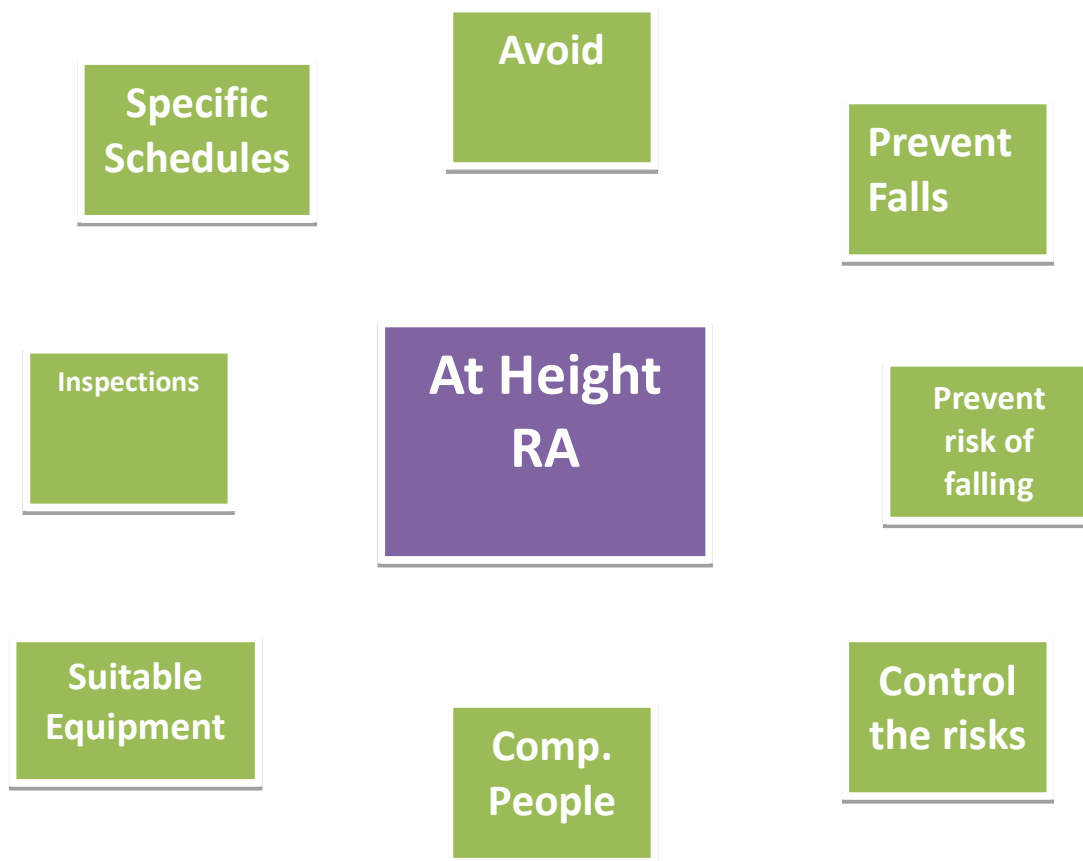 Avoid
Specific
Schedules
Prevent
Falls
At Height
RA
Inspections
Prevent
risk of
falling
Suitable
Equipment
Control
the risks
Comp.
People